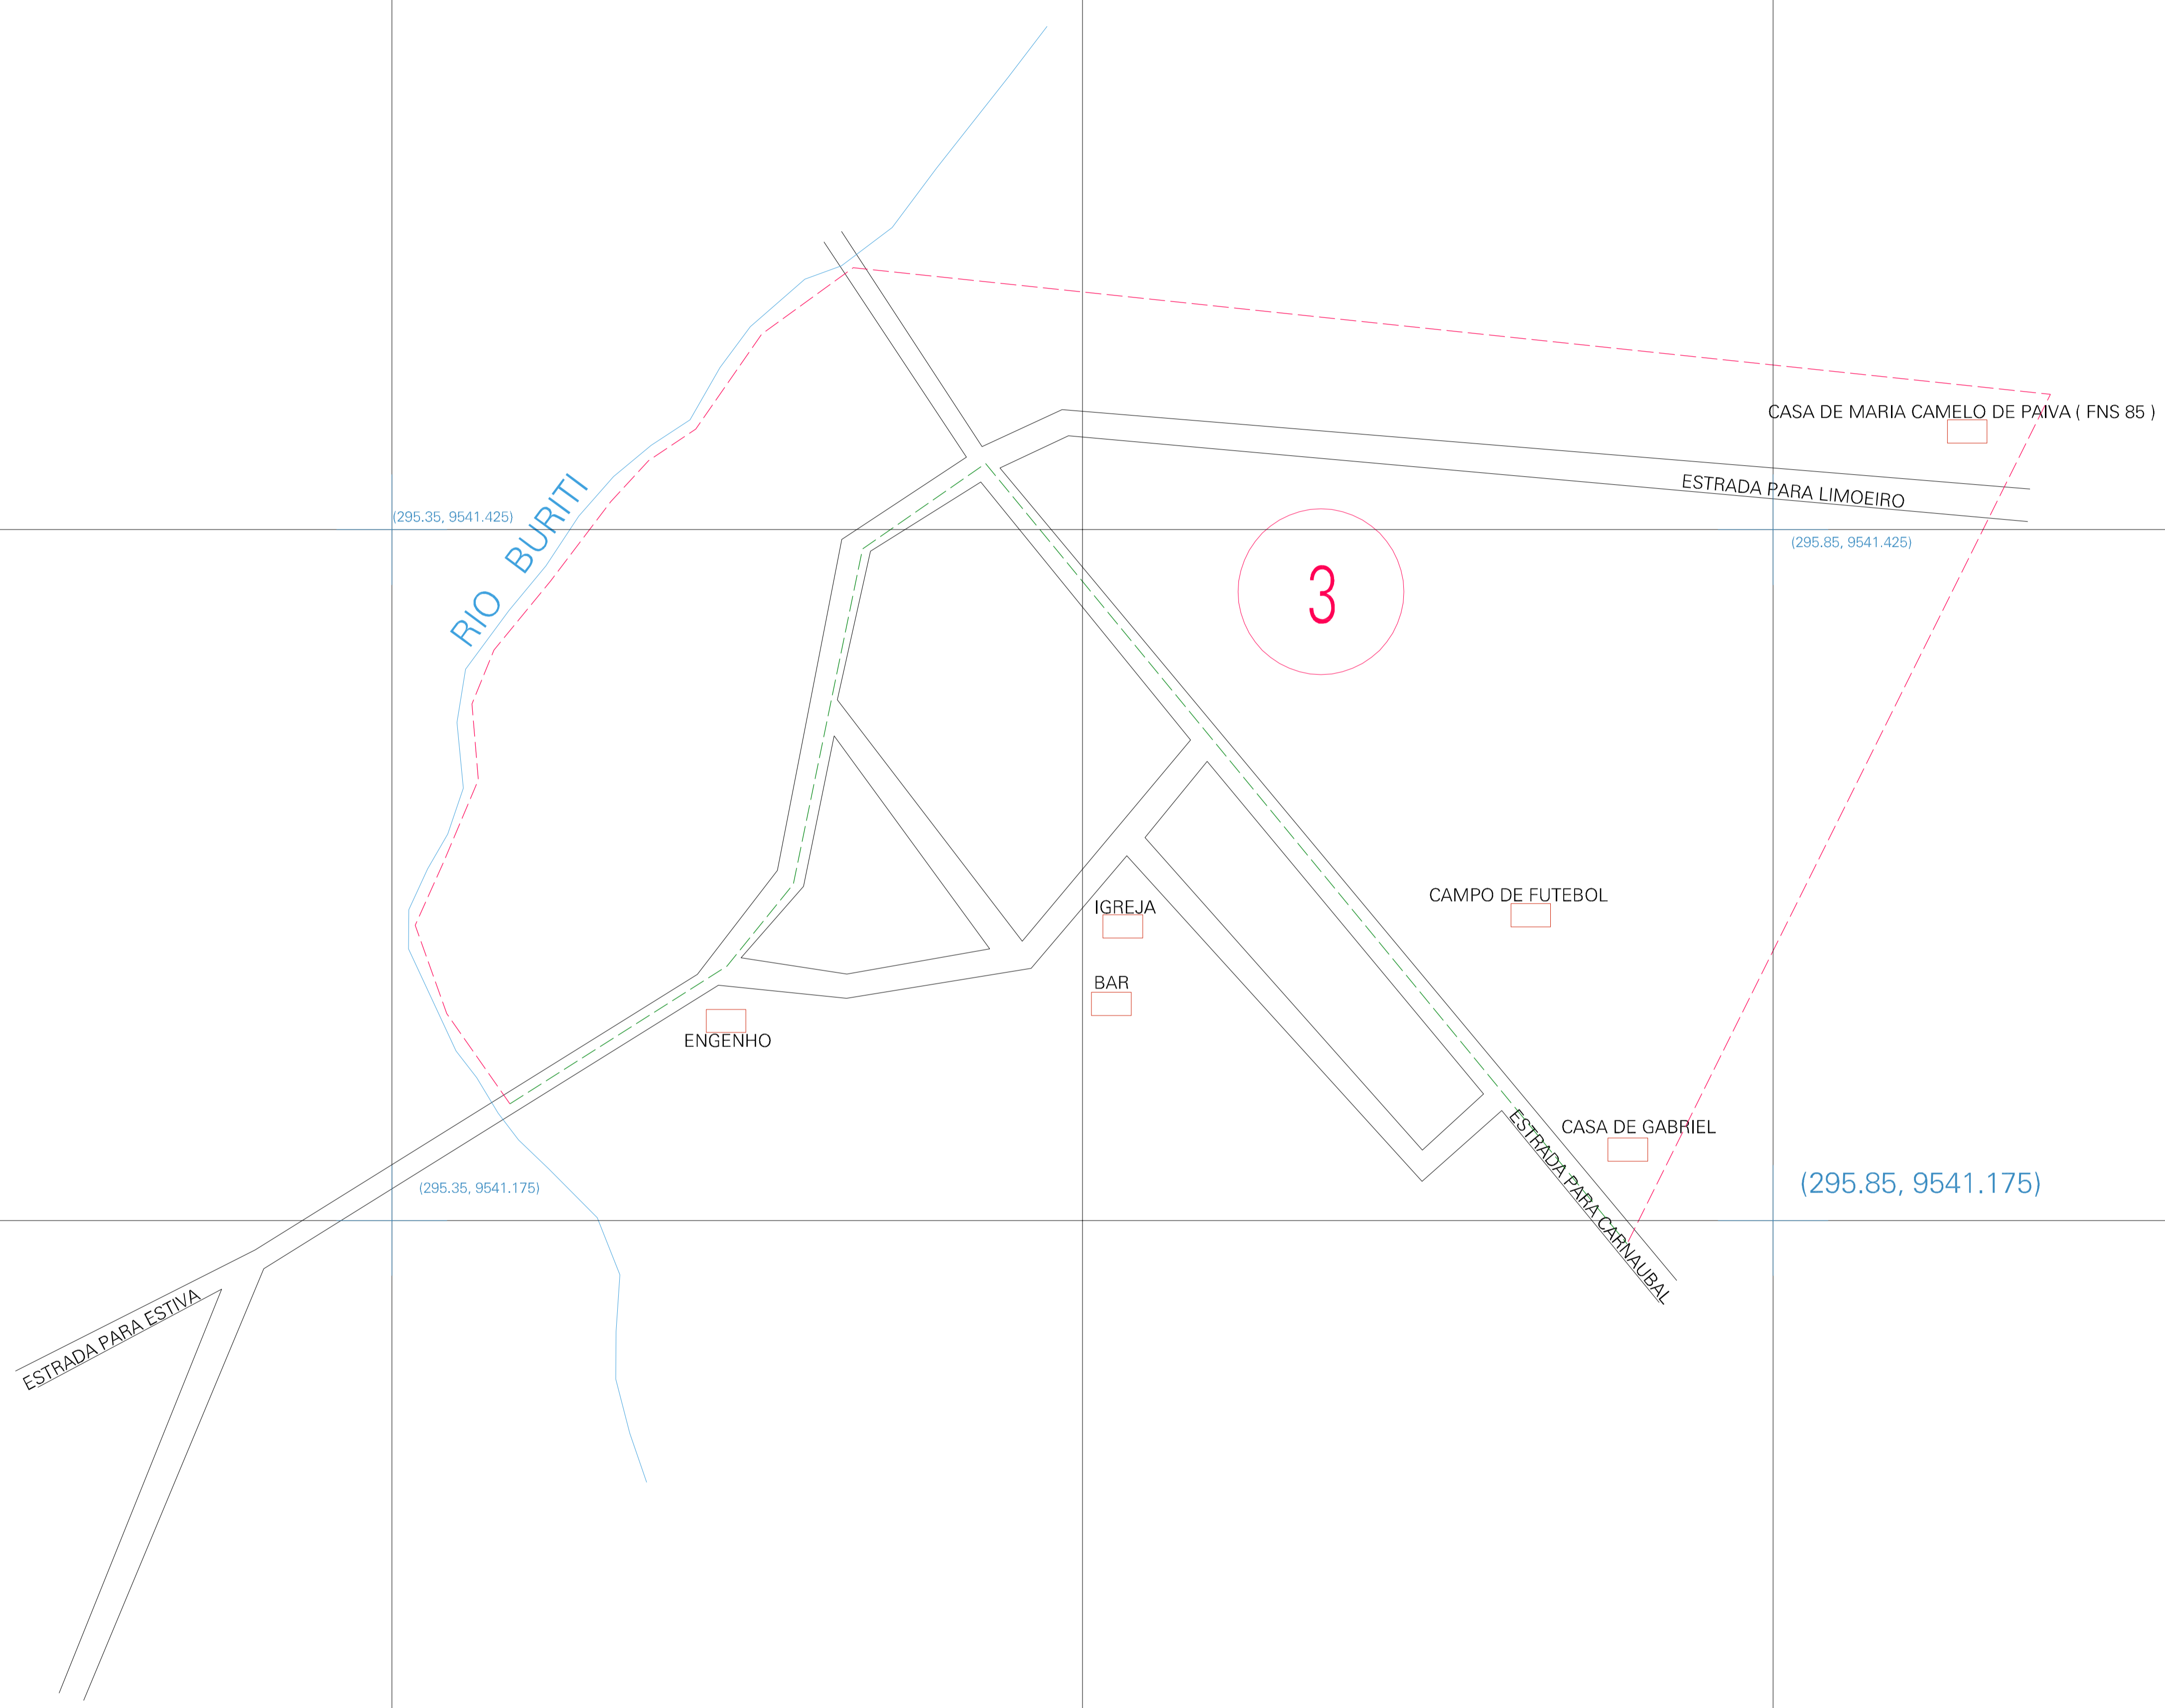 CASA DE MARIA CAMELO DE PAIVA ( FNS 85 )
ESTRADA PARA LIMOEIRO
RIO BURITI
(295.35, 9541.425)
(295.85, 9541.425)
3
CAMPO DE FUTEBOL
IGREJA
BAR
ENGENHO
CASA DE GABRIEL
ESTRADA PARA CARNAUBAL
(295.35, 9541.175)
(295.85, 9541.175)
ESTRADA PARA ESTIVA